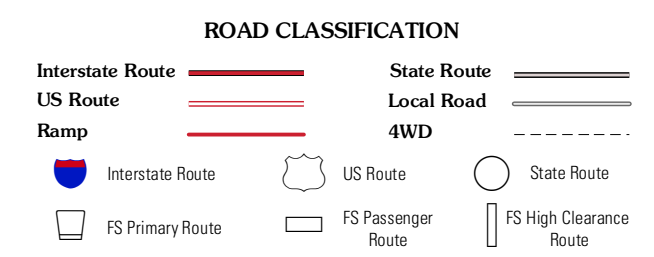 ROAD CLASSIFICATION
Interstate Route
State Route
US Route
Local Road
Ramp
4WD
Interstate Route
US Route
State Route
FS Primary Route
FS Passenger
Route
FS High Clearance
Route